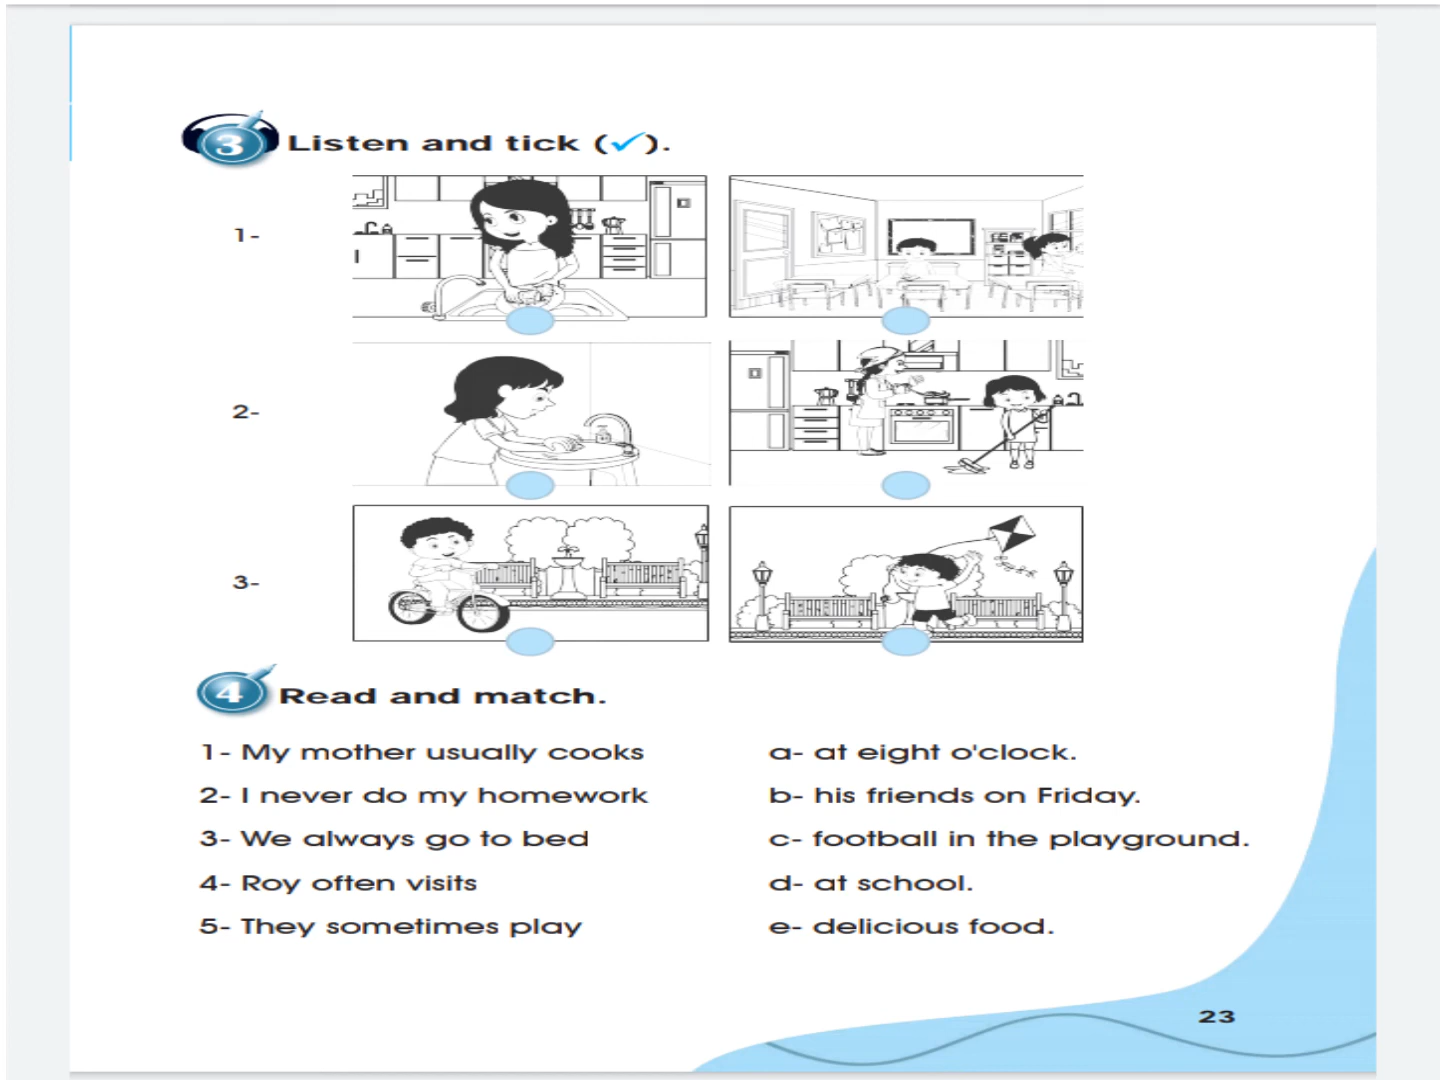 3 Listen and tick (✓).
1-
2-
3-
4 Read and match.
1- My mother usually cooks
a- at eight o'clock.
2- I never do my homework
b- his friends on Friday.
3- We always go to bed
c- football in the playground.
4- Roy often visits
d- at school.
5- They sometimes play
e- delicious food.
23